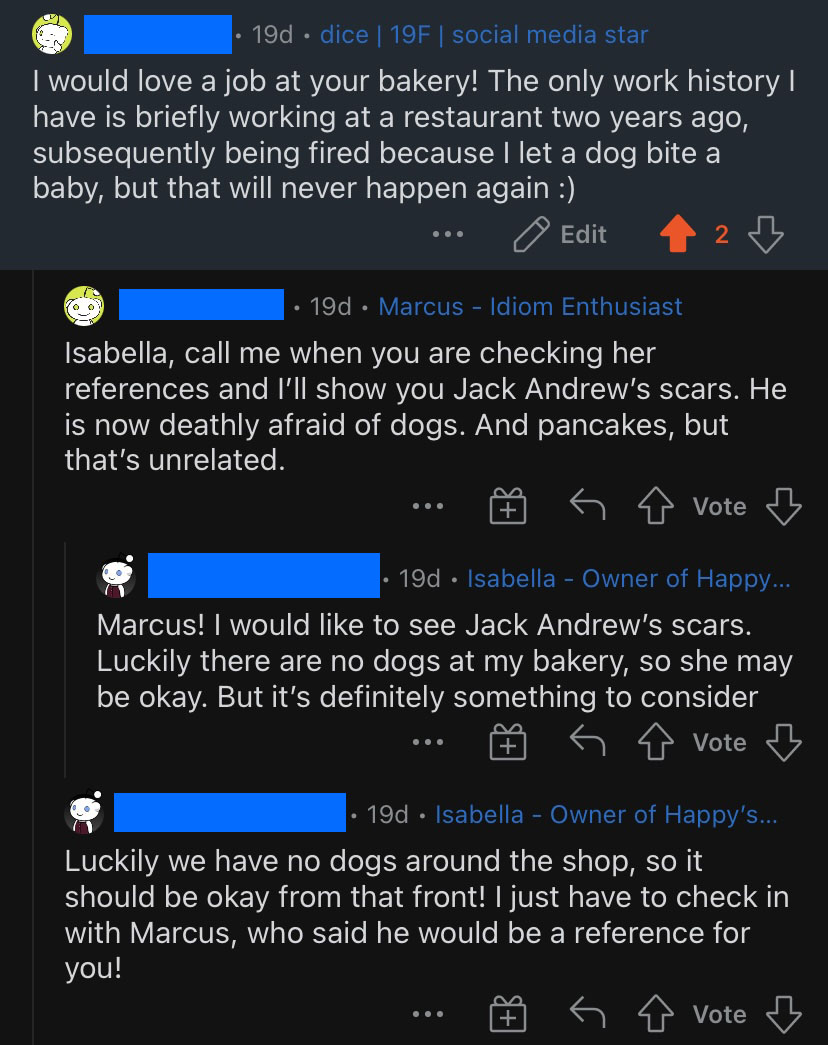 • 19d • dice | 19F | social media star
I would love a job at your bakery! The only work history I
have is briefly working at a restaurant two years ago,
subsequently being fired because I let a dog bite a
baby, but that will never happen again :)
••• Edit 2
• 19d • Marcus - Idiom Enthusiast
Isabella, call me when you are checking her
references and I’ll show you Jack Andrew’s scars. He
is now deathly afraid of dogs. And pancakes, but
that’s unrelated.
••• Vote
• 19d • Isabella - Owner of Happy...
Marcus! I would like to see Jack Andrew’s scars.
Luckily there are no dogs at my bakery, so she may
be okay. But it’s definitely something to consider
••• Vote
• 19d • Isabella - Owner of Happy’s...
Luckily we have no dogs around the shop, so it
should be okay from that front! I just have to check in
with Marcus, who said he would be a reference for
you!
••• Vote